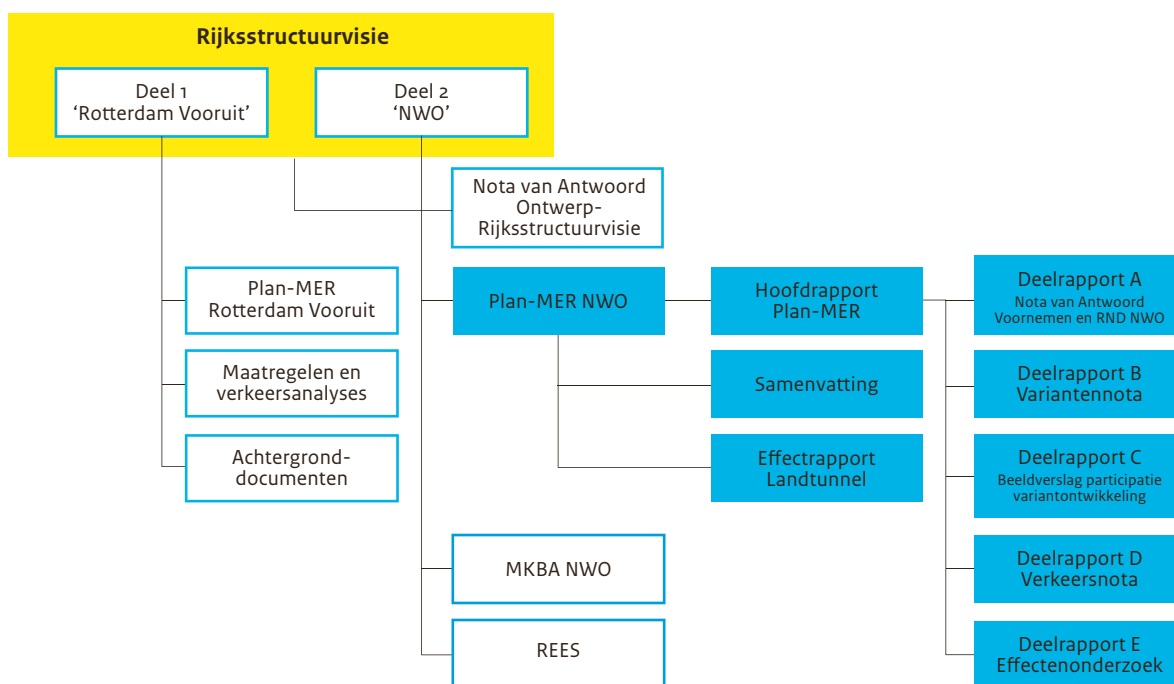 Rijksstructuurvisie
Deel 1
‘Rotterdam Vooruit’
Deel 2
‘NWO’
Nota van Antwoord
Ontwerp-
Rijksstructuurvisie
Plan-MER
Rotterdam Vooruit
Maatregelen en
verkeersanalyses
Achtergrond-
documenten
Plan-MER NWO
Hoofdrapport
Plan-MER
Samenvatting
Effectrapport
Landtunnel
MKBA NWO
REES
Deelrapport A
Nota van Antwoord
Voornemen en RND NWO
Deelrapport B
Variantennota
Deelrapport C
Beeldverslag participatie
variantontwikkeling
Deelrapport D
Verkeersnota
Deelrapport E
Effectenonderzoek